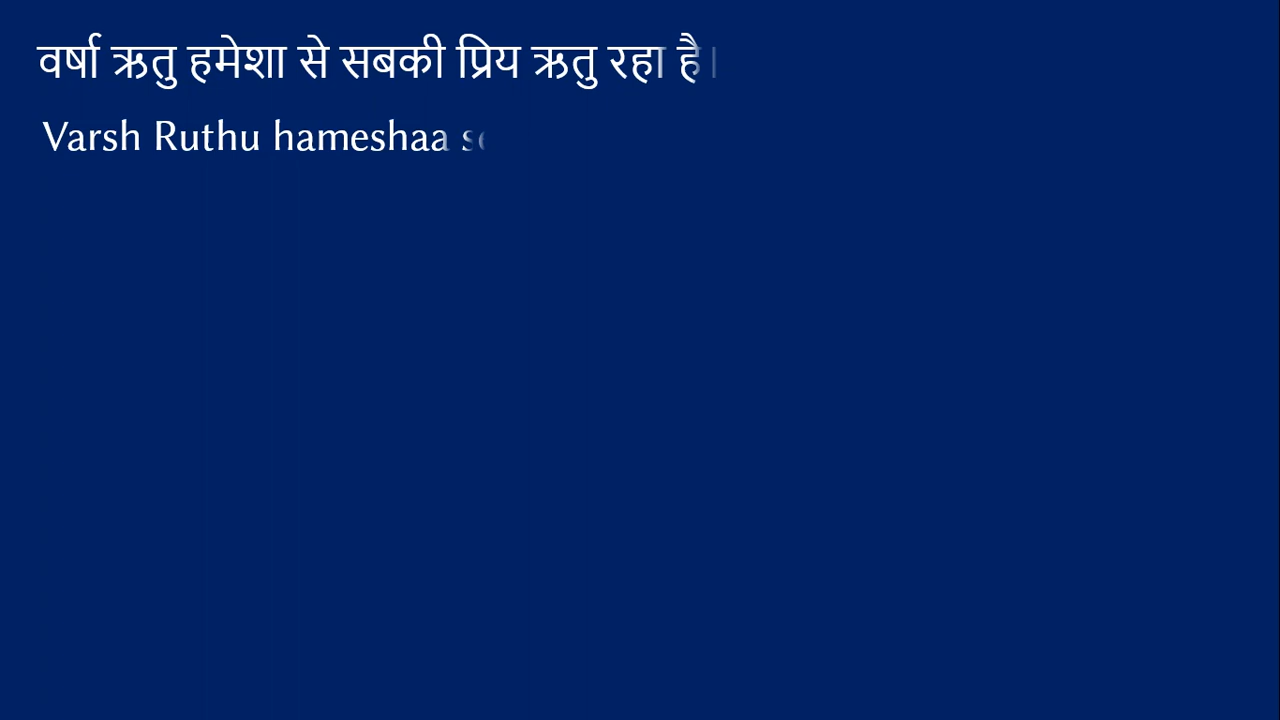 वर्षा ऋतु हमेशा से सबकी प्रिय ऋतु रहा है।
Varsh Ruthu hameshaa